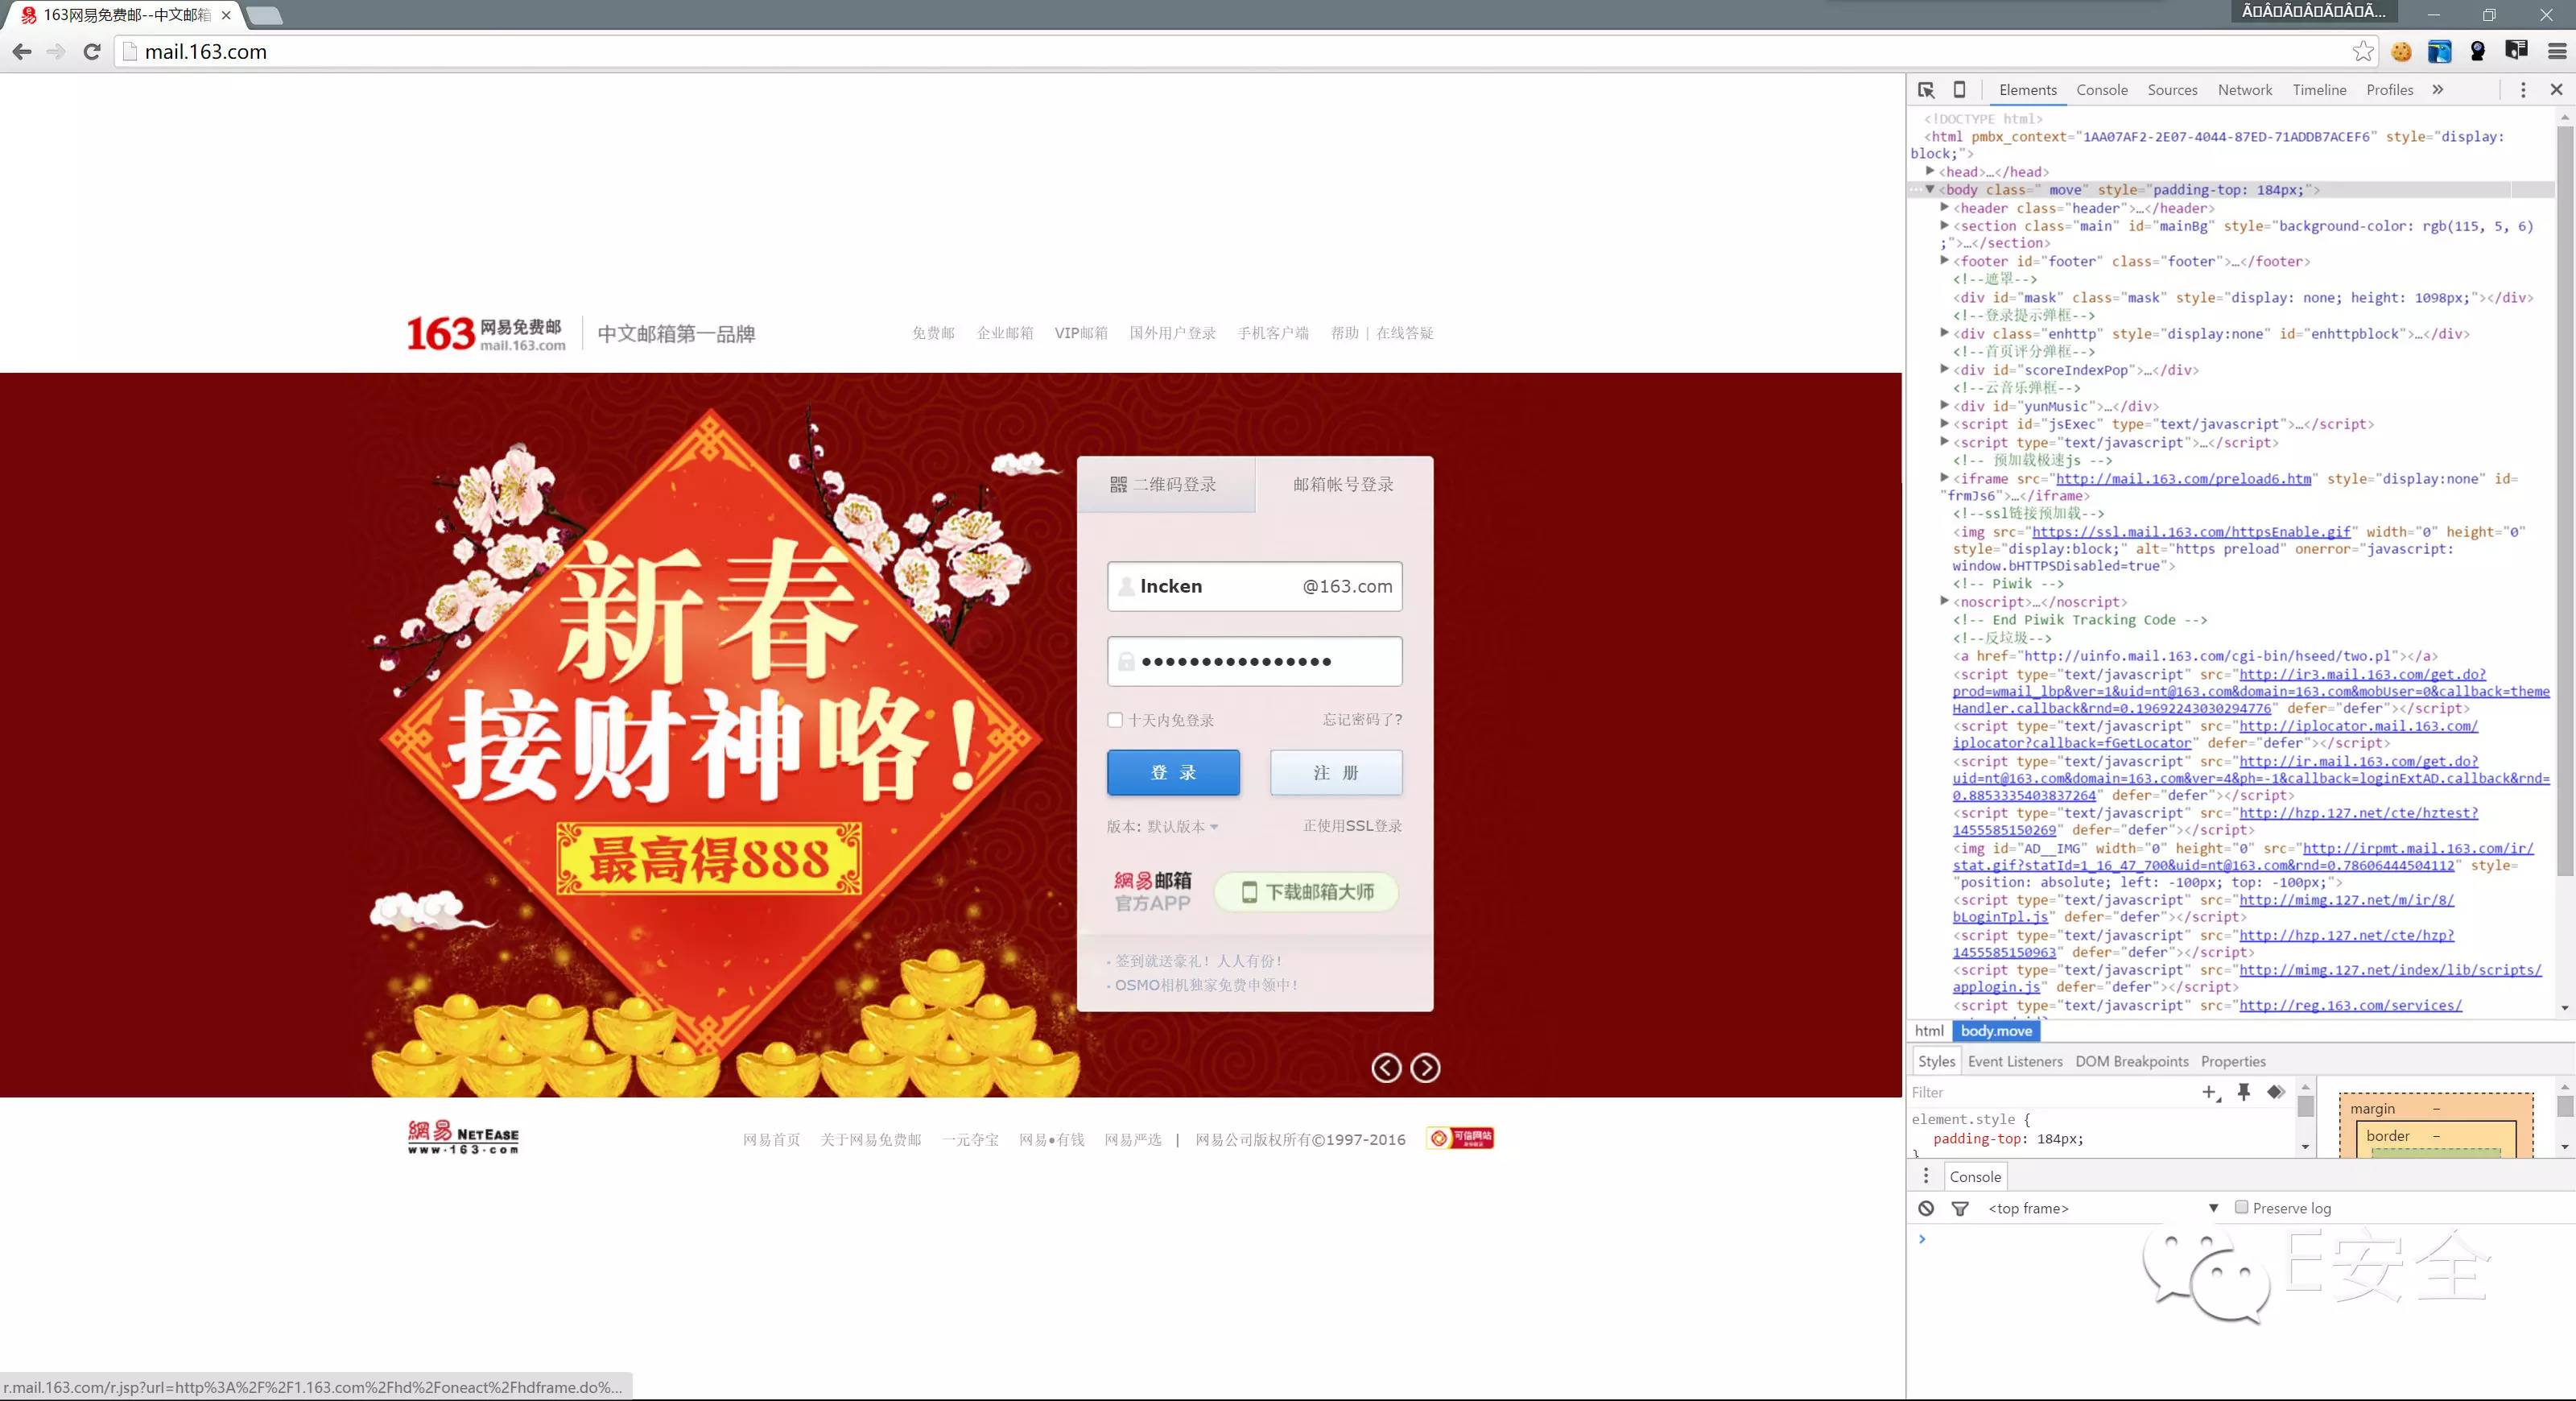 163网易免费邮--中文邮箱
mail.163.com
163 网易免费邮
mail.163.com
中文邮箱第一品牌
免费邮 企业邮箱 VIP邮箱 国外用户登录 手机客户端 帮助 | 在线答疑
新春
接财神咯！
最高得888
二维码登录 邮箱帐号登录
lncken @163.com
十天内免登录 忘记密码了?
登 录 注 册
版本: 默认版本 正使用SSL登录
網易邮箱
官方APP
下载邮箱大师
签到就送豪礼！人人有份！
OSMO相机独家免费申领中！
網易 NETEASE
www.163.com
网易首页 关于网易免费邮 一元夺宝 网易●有钱 网易严选 | 网易公司版权所有©1997-2016 可信网站
r.mail.163.com/r.jsp?url=http%3A%2F%2F1.163.com%2Fhd%2Foneact%2Fhdframe.do%...
Elements Console Sources Network Timeline Profiles »
<!DOCTYPE html>
<html pmbx_context="1AA07AF2-2E07-4044-87ED-71ADDB7ACEF6" style="display:
block;">
<head>…</head>
<body class=" move" style="padding-top: 184px;">
<header class="header">…</header>
<section class="main" id="mainBg" style="background-color: rgb(115, 5, 6)
;">…</section>
<footer id="footer" class="footer">…</footer>
<!--遮罩-->
<div id="mask" class="mask" style="display: none; height: 1098px;"></div>
<!--登录提示弹框-->
<div class="enhttp" style="display:none" id="enhttpblock">…</div>
<!--首页评分弹框-->
<div id="scoreIndexPop">…</div>
<!--云音乐弹框-->
<div id="yunMusic">…</div>
<script id="jsExec" type="text/javascript">…</script>
<script type="text/javascript">…</script>
<!-- 预加载极速js -->
<iframe src="http://mail.163.com/preload6.htm" style="display:none" id=
"frmJs6">…</iframe>
<!--ssl链接预加载-->
<img src="https://ssl.mail.163.com/httpsEnable.gif" width="0" height="0"
style="display:block;" alt="https preload" onerror="javascript:
window.bHTTPSDisabled=true">
<!-- Piwik -->
<noscript>…</noscript>
<!-- End Piwik Tracking Code -->
<!--反垃圾-->
<a href="http://uinfo.mail.163.com/cgi-bin/hseed/two.pl"></a>
<script type="text/javascript" src="http://ir3.mail.163.com/get.do?
prod=wmail_lbp&ver=1&uid=nt@163.com&domain=163.com&mobUser=0&callback=theme
Handler.callback&rnd=0.19692243030294776" defer="defer"></script>
<script type="text/javascript" src="http://iplocator.mail.163.com/
iplocator?callback=fGetLocator" defer="defer"></script>
<script type="text/javascript" src="http://ir.mail.163.com/get.do?
uid=nt@163.com&domain=163.com&ver=4&ph=-1&callback=loginExtAD.callback&rnd=
0.8853335403837264" defer="defer"></script>
<script type="text/javascript" src="http://hzp.127.net/cte/hztest?
1455585150269" defer="defer"></script>
<img id="AD__IMG" width="0" height="0" src="http://irpmt.mail.163.com/ir/
stat.gif?statId=1_16_47_700&uid=nt@163.com&rnd=0.78606444504112" style=
"position: absolute; left: -100px; top: -100px;">
<script type="text/javascript" src="http://mimg.127.net/m/ir/8/
bLoginTpl.js" defer="defer"></script>
<script type="text/javascript" src="http://hzp.127.net/cte/hzp?
1455585150963" defer="defer"></script>
<script type="text/javascript" src="http://mimg.127.net/index/lib/scripts/
applogin.js" defer="defer"></script>
<script type="text/javascript" src="http://reg.163.com/services/
html body.move
Styles Event Listeners DOM Breakpoints Properties
Filter
element.style {
padding-top: 184px;
}
margin –
border –
Console
<top frame> Preserve log
E安全